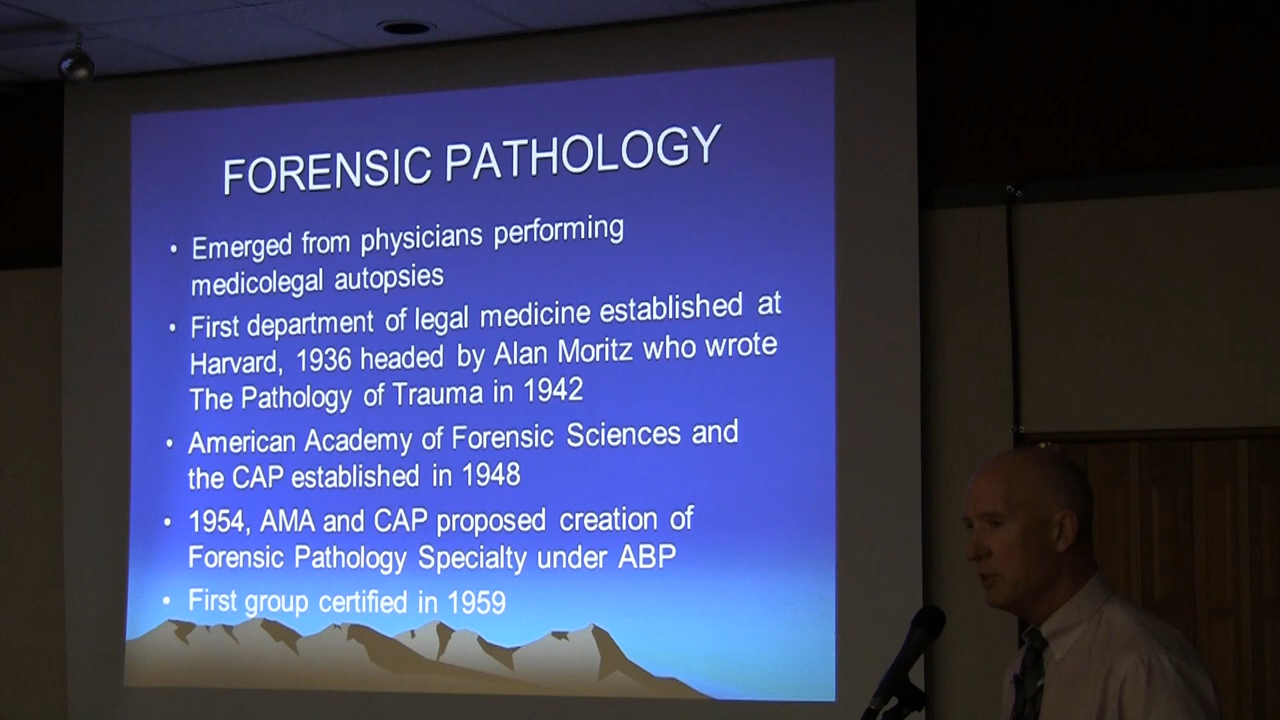 FORENSIC PATHOLOGY
• Emerged from physicians performing
medicolegal autopsies
• First department of legal medicine established at
Harvard, 1936 headed by Alan Moritz who wrote
The Pathology of Trauma in 1942
• American Academy of Forensic Sciences and
the CAP established in 1948
• 1954, AMA and CAP proposed creation of
Forensic Pathology Specialty under ABP
• First group certified in 1959